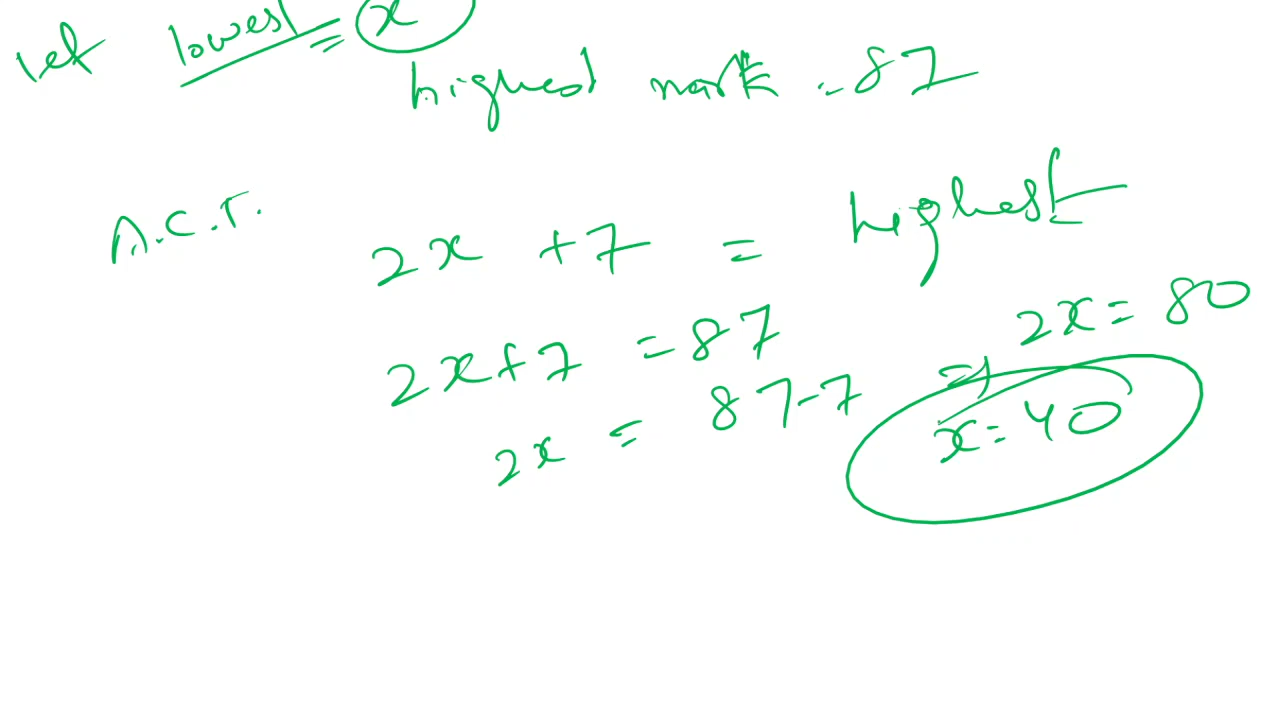 let lowest = x
highest mark = 87
A.C.T.
2x + 7 = highest
2x+7 = 87
2x = 87-7 => 2x = 80
x = 40